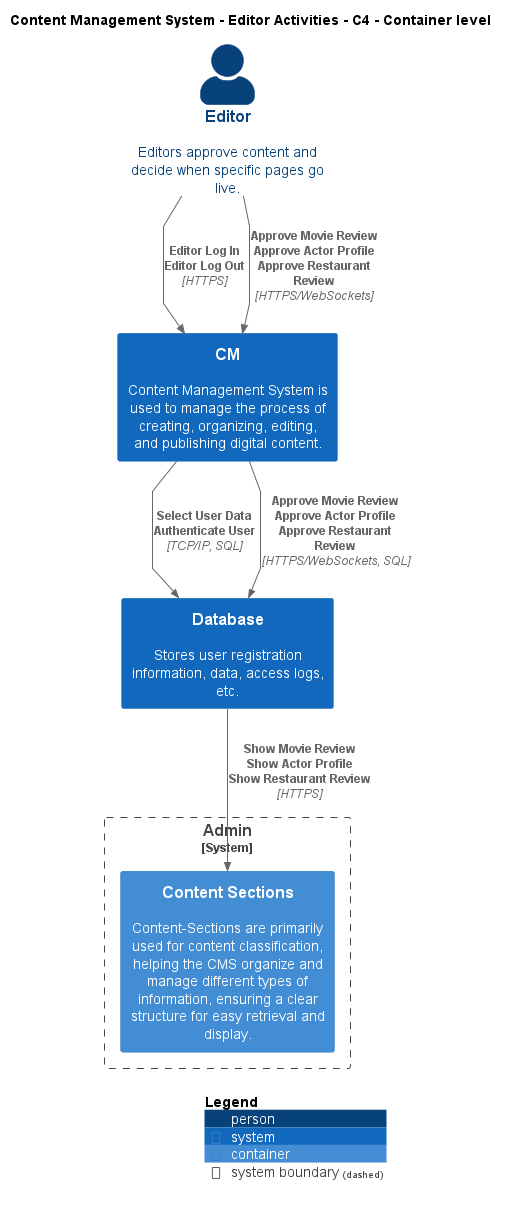 Content Management System - Editor Activities - C4 - Container level
Editor
Editors approve content and
decide when specific pages go
live.
Editor Log In
Editor Log Out
[HTTPS]
Approve Movie Review
Approve Actor Profile
Approve Restaurant
Review
[HTTPS/WebSockets]
CM
Content Management System is
used to manage the process of
creating, organizing, editing,
and publishing digital content.
Select User Data
Authenticate User
[TCP/IP, SQL]
Approve Movie Review
Approve Actor Profile
Approve Restaurant
Review
[HTTPS/WebSockets, SQL]
Database
Stores user registration
information, data, access logs,
etc.
Show Movie Review
Show Actor Profile
Show Restaurant Review
[HTTPS]
Admin
[System]
Content Sections
Content-Sections are primarily
used for content classification,
helping the CMS organize and
manage different types of
information, ensuring a clear
structure for easy retrieval and
display.
Legend
person
system
container
system boundary (dashed)